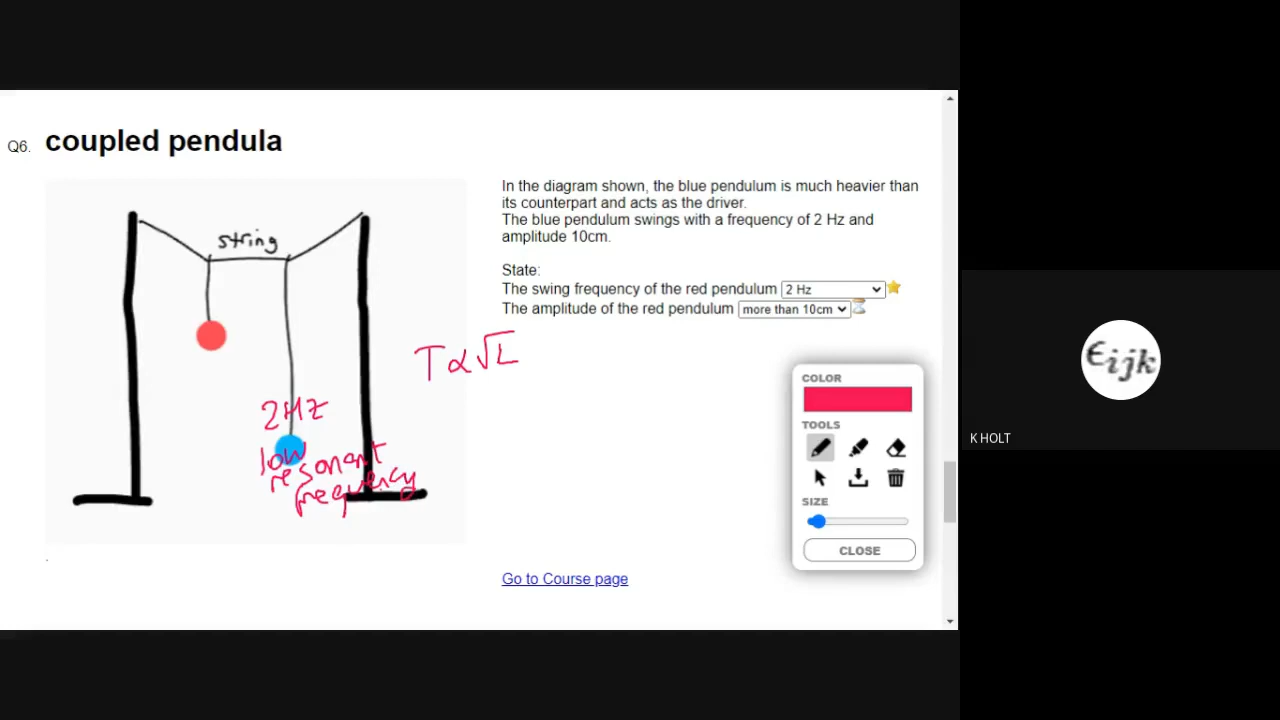 Q6. coupled pendula
In the diagram shown, the blue pendulum is much heavier than
its counterpart and acts as the driver.
The blue pendulum swings with a frequency of 2 Hz and
amplitude 10cm.
State:
The swing frequency of the red pendulum 2 Hz
The amplitude of the red pendulum more than 10cm
string
T∝√L
2Hz
low
resonant
frequency
COLOR
TOOLS
SIZE
CLOSE
Go to Course page
ϵijk
K HOLT